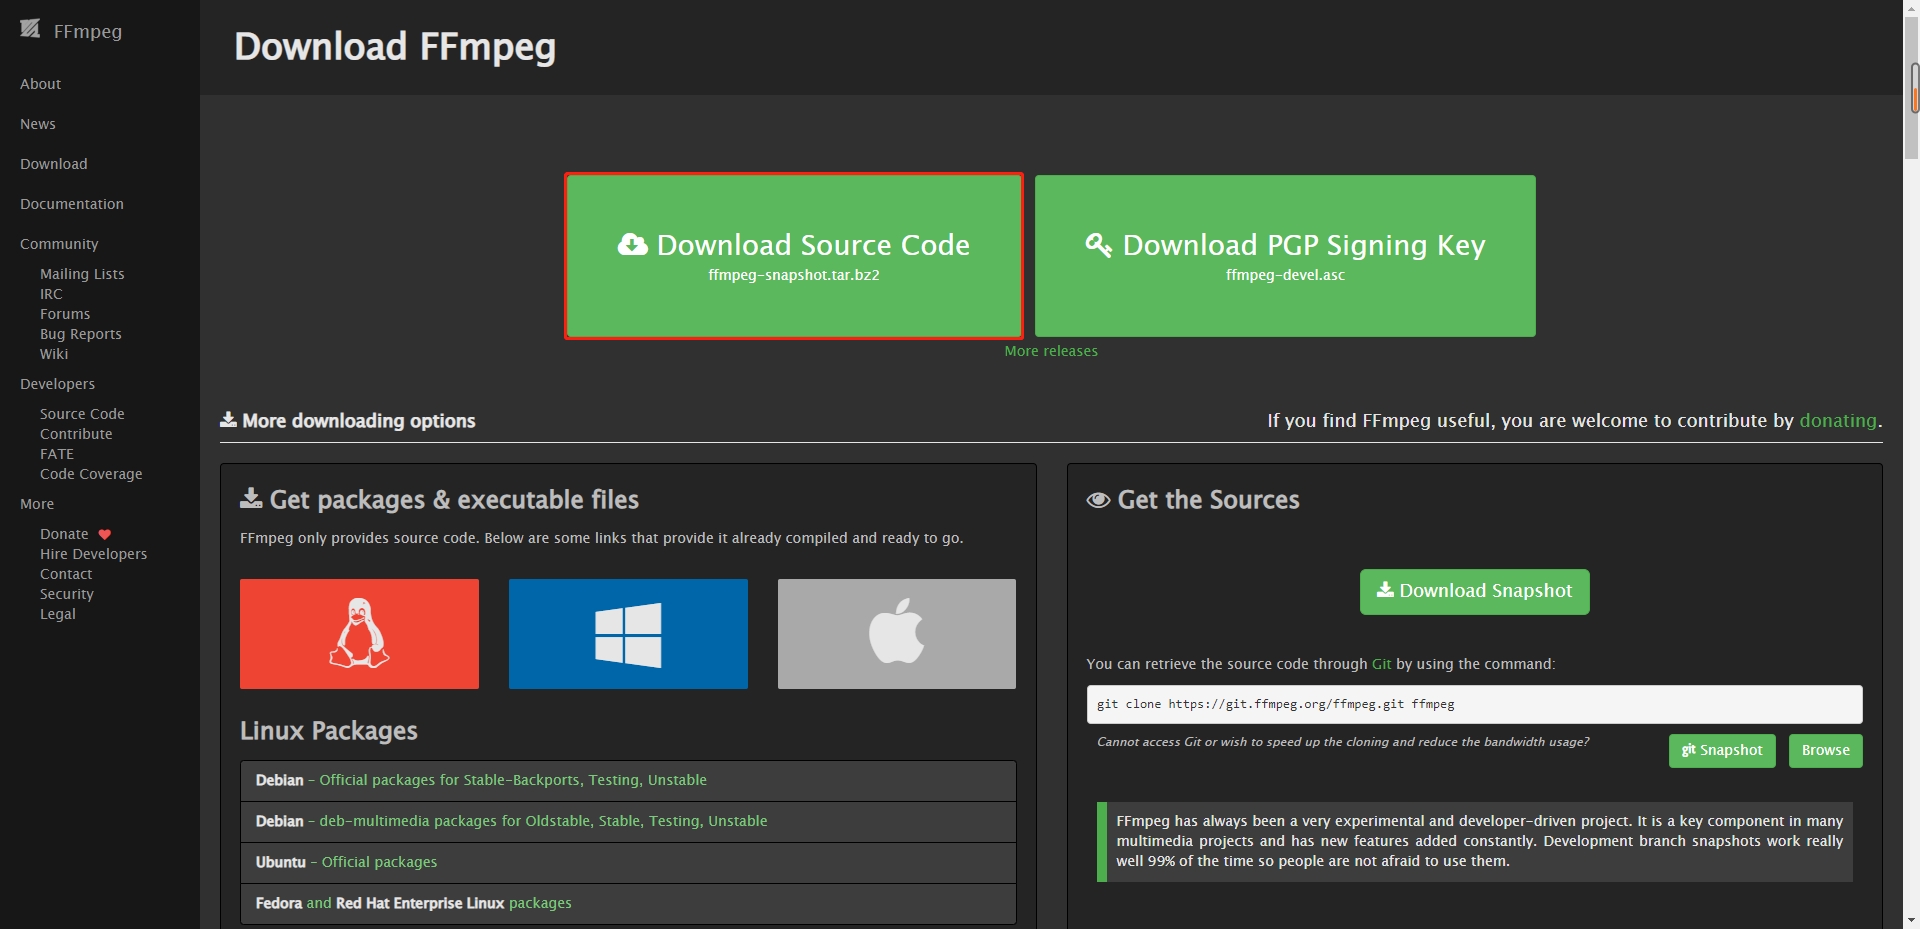 FFmpeg
About
News
Download
Documentation
Community
Mailing Lists
IRC
Forums
Bug Reports
Wiki
Developers
Source Code
Contribute
FATE
Code Coverage
More
Donate
Hire Developers
Contact
Security
Legal
Download FFmpeg
Download Source Code
ffmpeg-snapshot.tar.bz2
Download PGP Signing Key
ffmpeg-devel.asc
More releases
More downloading options
If you find FFmpeg useful, you are welcome to contribute by donating.
Get packages & executable files
FFmpeg only provides source code. Below are some links that provide it already compiled and ready to go.
Linux Packages
Debian – Official packages for Stable-Backports, Testing, Unstable
Debian – deb-multimedia packages for Oldstable, Stable, Testing, Unstable
Ubuntu – Official packages
Fedora and Red Hat Enterprise Linux packages
Get the Sources
Download Snapshot
You can retrieve the source code through Git by using the command:
git clone https://git.ffmpeg.org/ffmpeg.git ffmpeg
Cannot access Git or wish to speed up the cloning and reduce the bandwidth usage?
git Snapshot
Browse
FFmpeg has always been a very experimental and developer-driven project. It is a key component in many
multimedia projects and has new features added constantly. Development branch snapshots work really
well 99% of the time so people are not afraid to use them.